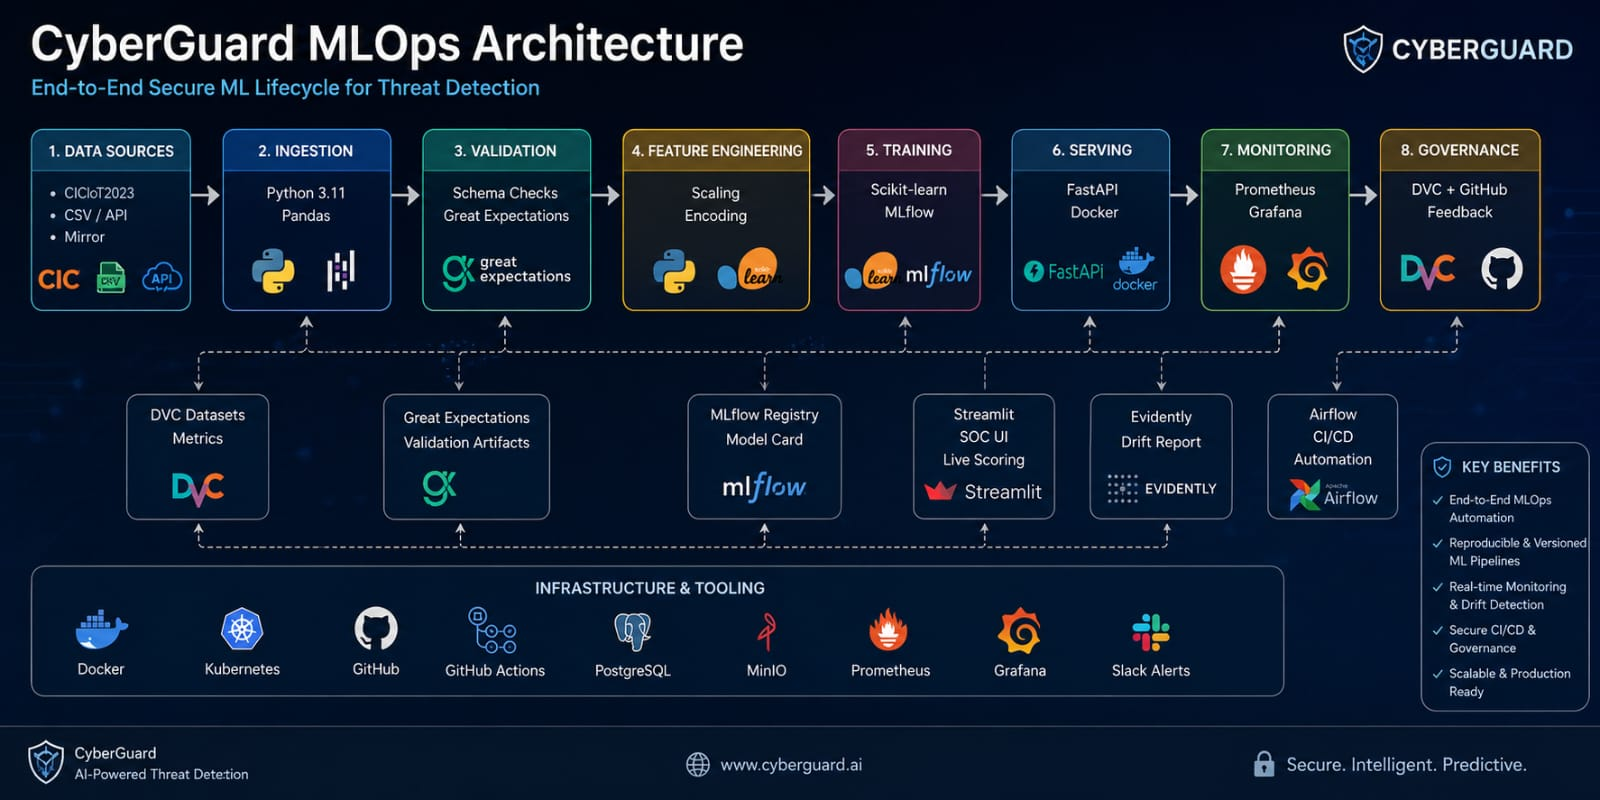 CyberGuard MLOps Architecture
End-to-End Secure ML Lifecycle for Threat Detection
CYBERGUARD
1. DATA SOURCES
• CICIoT2023
• CSV / API
• Mirror
CIC
CSV
API
2. INGESTION
Python 3.11
Pandas
3. VALIDATION
Schema Checks
Great Expectations
great
expectations
4. FEATURE ENGINEERING
Scaling
Encoding
learn
5. TRAINING
Scikit-learn
MLflow
learn
mlflow
6. SERVING
FastAPI
Docker
FastAPi
docker
7. MONITORING
Prometheus
Grafana
8. GOVERNANCE
DVC + GitHub
Feedback
DVC
DVC Datasets
Metrics
DVC
Great Expectations
Validation Artifacts
MLflow Registry
Model Card
mlflow
Streamlit
SOC UI
Live Scoring
Streamlit
Evidently
Drift Report
EVIDENTLY
Airflow
CI/CD
Automation
APACHE
Airflow
KEY BENEFITS
End-to-End MLOps
Automation
Reproducible & Versioned
ML Pipelines
Real-time Monitoring
& Drift Detection
Secure CI/CD &
Governance
Scalable & Production
Ready
INFRASTRUCTURE & TOOLING
Docker
Kubernetes
GitHub
GitHub Actions
PostgreSQL
MinIO
Prometheus
Grafana
Slack Alerts
CyberGuard
AI-Powered Threat Detection
www.cyberguard.ai
Secure. Intelligent. Predictive.